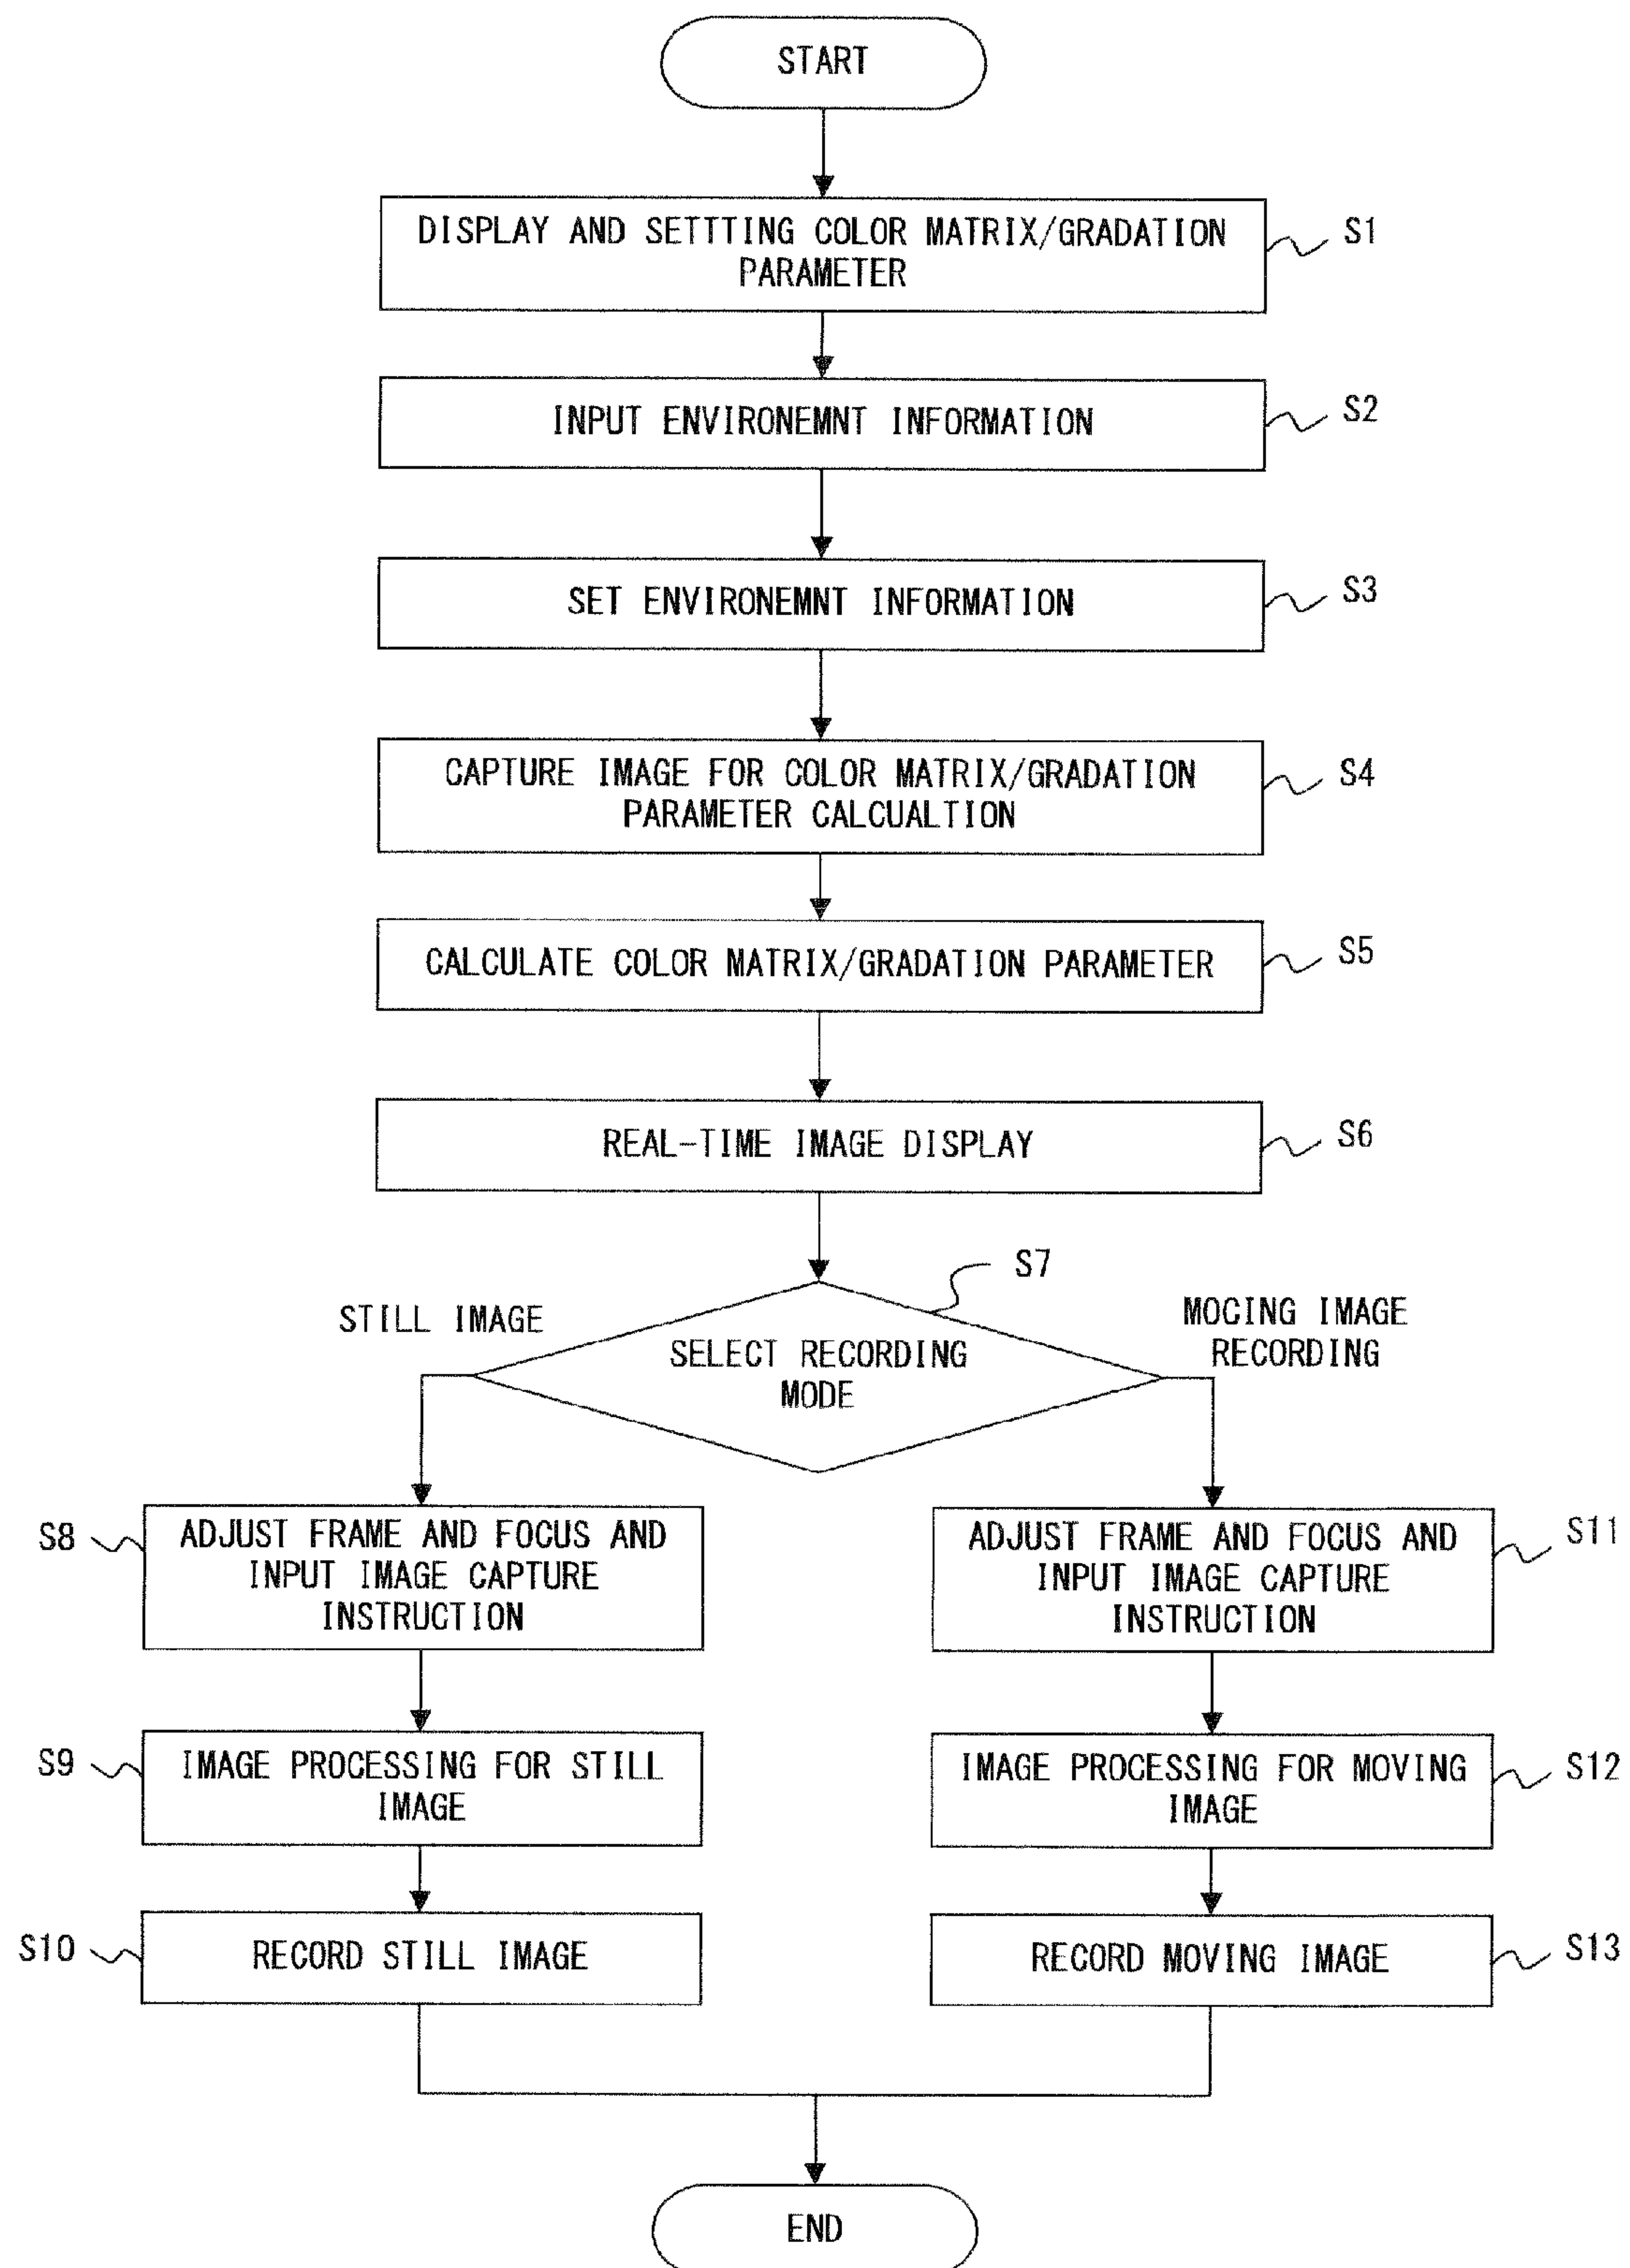 START
DISPLAY AND SETTTING COLOR MATRIX/GRADATION
PARAMETER
S1
INPUT ENVIRONEMNT INFORMATION
S2
SET ENVIRONEMNT INFORMATION
S3
CAPTURE IMAGE FOR COLOR MATRIX/GRADATION
PARAMETER CALCUALTION
S4
CALCULATE COLOR MATRIX/GRADATION PARAMETER
S5
REAL-TIME IMAGE DISPLAY
S6
S7
STILL IMAGE
SELECT RECORDING
MODE
MOCING IMAGE
RECORDING
S8
ADJUST FRAME AND FOCUS AND
INPUT IMAGE CAPTURE
INSTRUCTION
ADJUST FRAME AND FOCUS AND
INPUT IMAGE CAPTURE
INSTRUCTION
S11
S9
IMAGE PROCESSING FOR STILL
IMAGE
IMAGE PROCESSING FOR MOVING
IMAGE
S12
S10
RECORD STILL IMAGE
RECORD MOVING IMAGE
S13
END